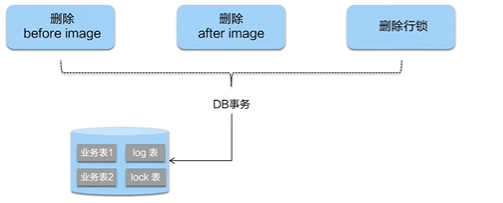 删除
before image
删除
after image
删除行锁
DB事务
业务表1
log 表
业务表2
lock 表